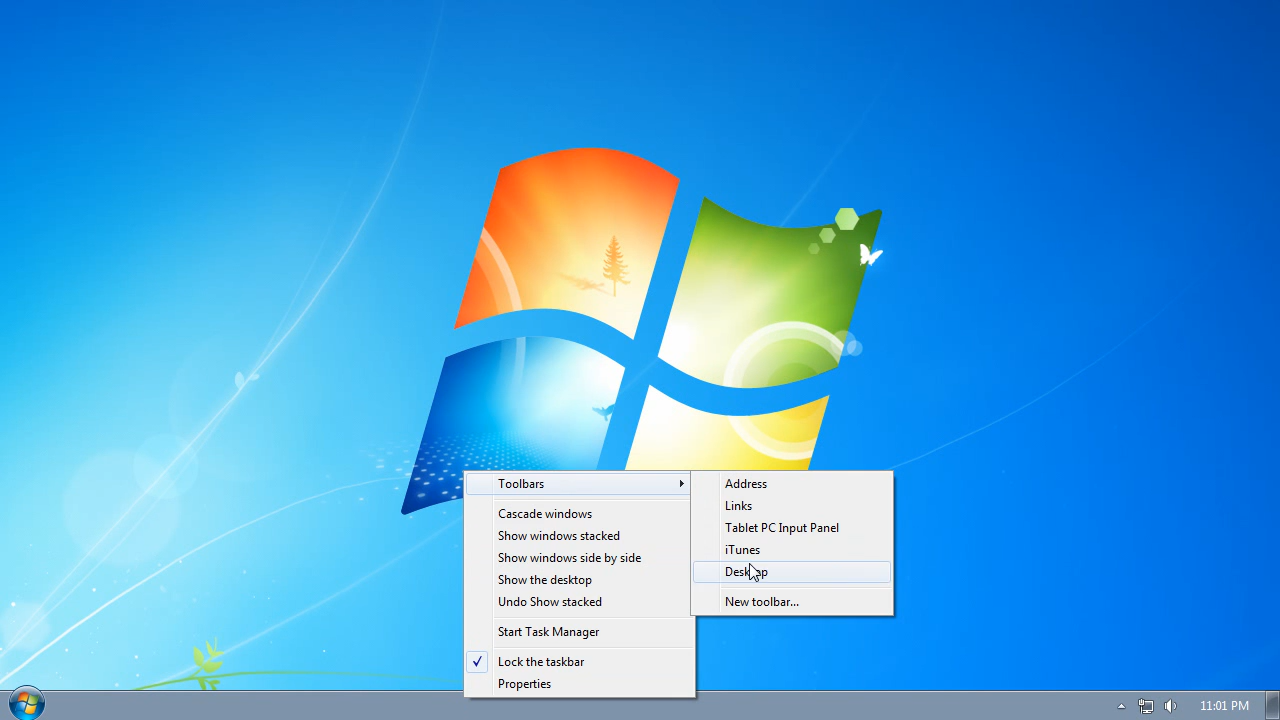 Toolbars
Cascade windows
Show windows stacked
Show windows side by side
Show the desktop
Undo Show stacked
Start Task Manager
Lock the taskbar
Properties
Address
Links
Tablet PC Input Panel
iTunes
Desktop
New toolbar...
11:01 PM